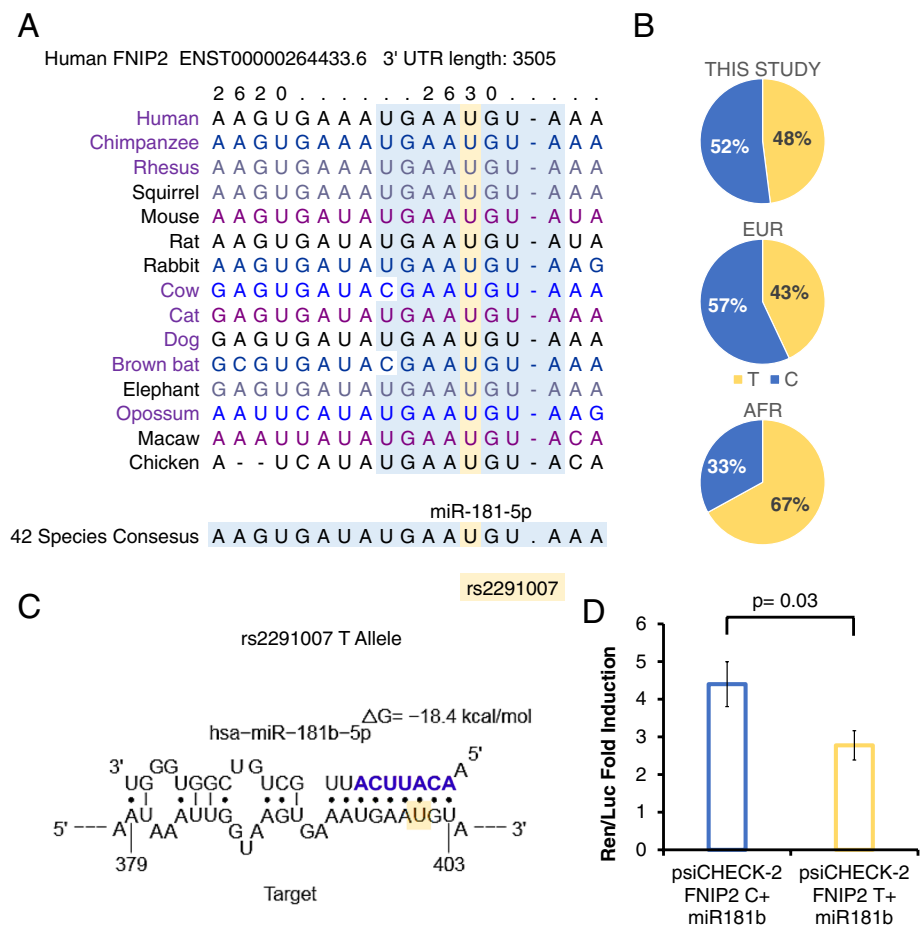 A
Human FNIP2 ENST00000264433.6 3' UTR length: 3505
2 6 2 0 . . . . . . 2 6 3 0 . . . . .
Human A A G U G A A A U G A A U G U - A A A
Chimpanzee A A G U G A A A U G A A U G U - A A A
Rhesus A A G U G A A A U G A A U G U - A A A
Squirrel A A G U G A A A U G A A U G U - A A A
Mouse A A G U G A U A U G A A U G U - A U A
Rat A A G U G A U A U G A A U G U - A U A
Rabbit A A G U G A U A U G A A U G U - A A G
Cow G A G U G A U A C G A A U G U - A A A
Cat G A G U G A U A U G A A U G U - A A A
Dog G A G U G A U A U G A A U G U - A A A
Brown bat G C G U G A U A C G A A U G U - A A A
Elephant G A G U G A U A U G A A U G U - A A A
Opossum A A U U C A U A U G A A U G U - A A G
Macaw A A A U U A U A U G A A U G U - A C A
Chicken A - - U C A U A U G A A U G U - A C A
miR-181-5p
42 Species Consesus A A G U G A U A U G A A U G U . A A A
rs2291007
B
THIS STUDY
52% 48%
EUR
57% 43%
T C
AFR
33% 67%
C
rs2291007 T Allele
ΔG= −18.4 kcal/mol
hsa−miR−181b−5p
3' UG GG UGGC UG UCG UUACUUACA A 5'
5' --- A AU AA AUUG G U AGU GA AAUGAAUGU A --- 3'
379 403
Target
D
p= 0.03
Ren/Luc Fold Induction
6
5
4
3
2
1
0
psiCHECK-2 FNIP2 C+ miR181b
psiCHECK-2 FNIP2 T+ miR181b